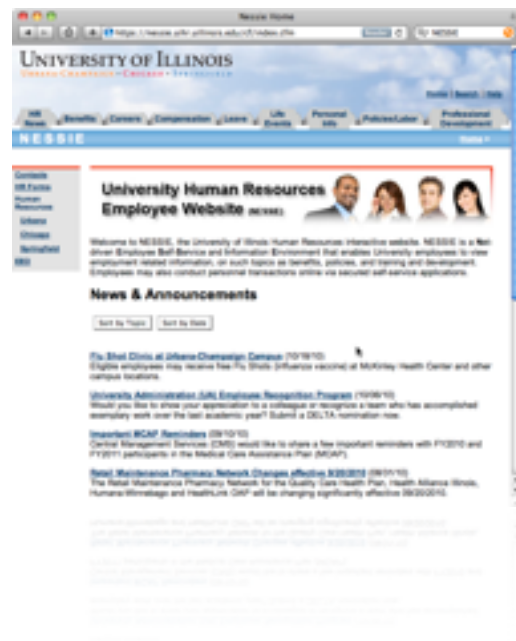 Nessie Home
NESSIE
UNIVERSITY OF ILLINOIS
URBANA-CHAMPAIGN • CHICAGO • SPRINGFIELD
Home | Search | Help
HR News
Benefits
Careers
Compensation
Leave
Life Events
Personal Info
Policies/Labor
Professional Development
NESSIE
Contacts
HR Forms
Human
Resources
Urbana
Chicago
Springfield
University Human Resources
Employee Website (NESSIE)
Welcome to NESSIE, the University of Illinois Human Resources interactive website. NESSIE is a Net-
driven Employee Self-Service and Information Environment that enables University employees to view
employment related information, on such topics as benefits, policies, and training and development.
Employees may also conduct personal transactions online via secured self-service applications.
News & Announcements
Sort by Topic Sort by Date
Flu Shot Clinic at Urbana-Champaign Campus (10/19/10)
Eligible employees may receive free Flu Shots (influenza vaccine) at McKinley Health Center and other
campus locations.
University Administration (UA) Employee Recognition Program (10/06/10)
Would you like to show your appreciation to a colleague or recognize a team who has accomplished
exemplary work over the last academic year? Submit a DELTA nomination now.
Important MCAP Reminders (09/10/10)
Central Management Services (CMS) would like to share a few important reminders with FY2010 and
FY2011 participants in the Medical Care Assistance Plan (MCAP).
Retail Maintenance Pharmacy Network Changes effective 9/20/2010 (09/01/10)
The Retail Maintenance Pharmacy Network for the Quality Care Health Plan, Health Alliance Illinois,
Humana-Winnebago and HealthLink OAP will be changing significantly effective 09/20/2010.